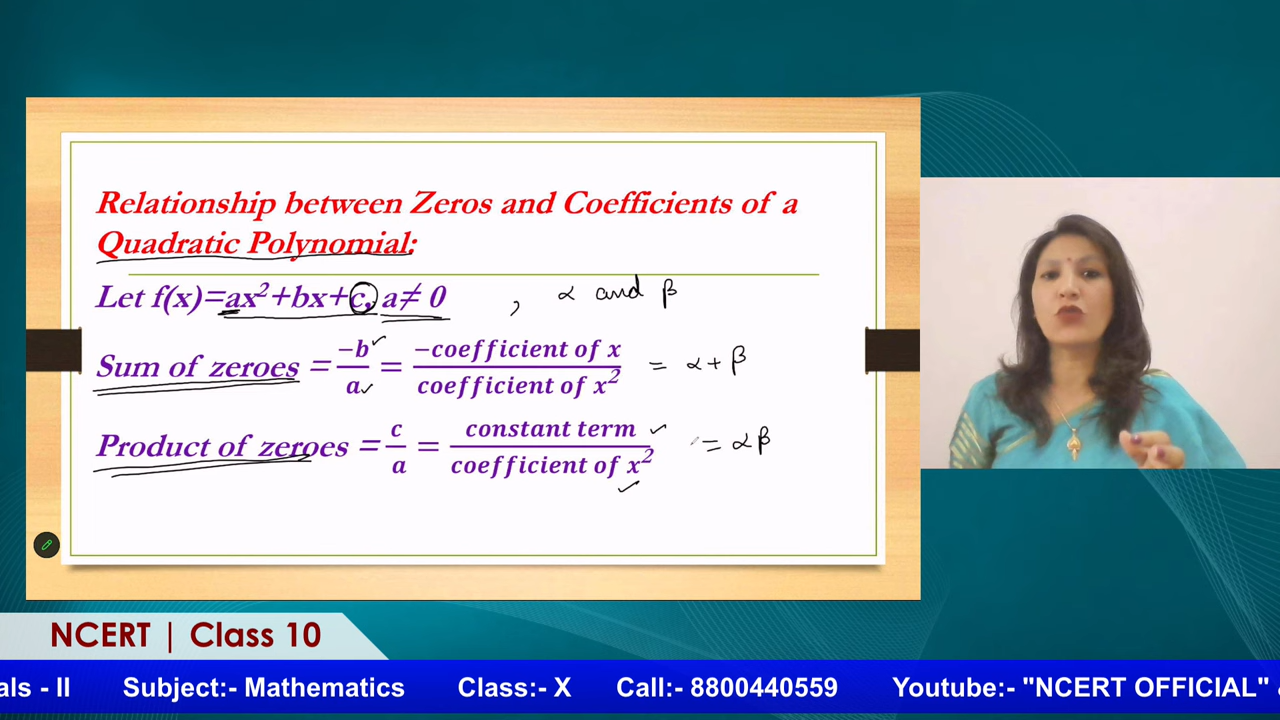 Relationship between Zeros and Coefficients of a
Quadratic Polynomial:
Let f(x)=ax²+bx+c, a≠ 0 , α and β
Sum of zeroes = −b/a = −coefficient of x/coefficient of x² = α + β
Product of zeroes = c/a = constant term/coefficient of x² = αβ
NCERT | Class 10
als - II Subject:- Mathematics Class:- X Call:- 8800440559 Youtube:- "NCERT OFFICIAL"